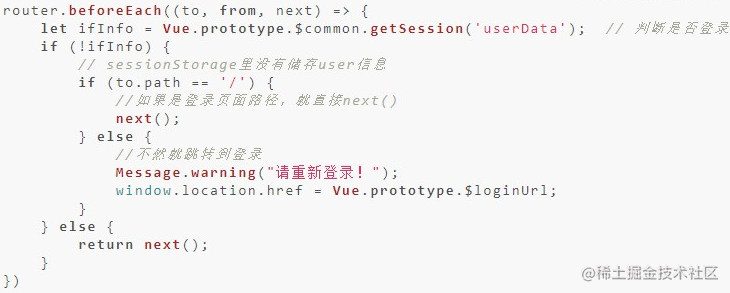 router.beforeEach((to, from, next) => {
    let ifInfo = Vue.prototype.$common.getSession('userData');  // 判断是否登录
    if (!ifInfo) {
        // sessionStorage里没有储存user信息
        if (to.path == '/') {
            //如果是登录页面路径，就直接next()
            next();
        } else {
            //不然就跳转到登录
            Message.warning("请重新登录！");
            window.location.href = Vue.prototype.$loginUrl;
        }
    } else {
        return next();
    }
})
@稀土掘金技术社区